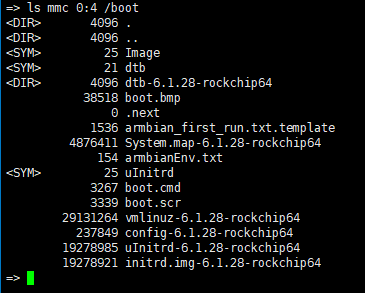 => ls mmc 0:4 /boot
<DIR>       4096 .
<DIR>       4096 ..
<SYM>         25 Image
<SYM>         21 dtb
<DIR>       4096 dtb-6.1.28-rockchip64
           38518 boot.bmp
               0 .next
            1536 armbian_first_run.txt.template
         4876411 System.map-6.1.28-rockchip64
             154 armbianEnv.txt
<SYM>         25 uInitrd
            3267 boot.cmd
            3339 boot.scr
        29131264 vmlinuz-6.1.28-rockchip64
          237849 config-6.1.28-rockchip64
        19278985 uInitrd-6.1.28-rockchip64
        19278921 initrd.img-6.1.28-rockchip64
=>